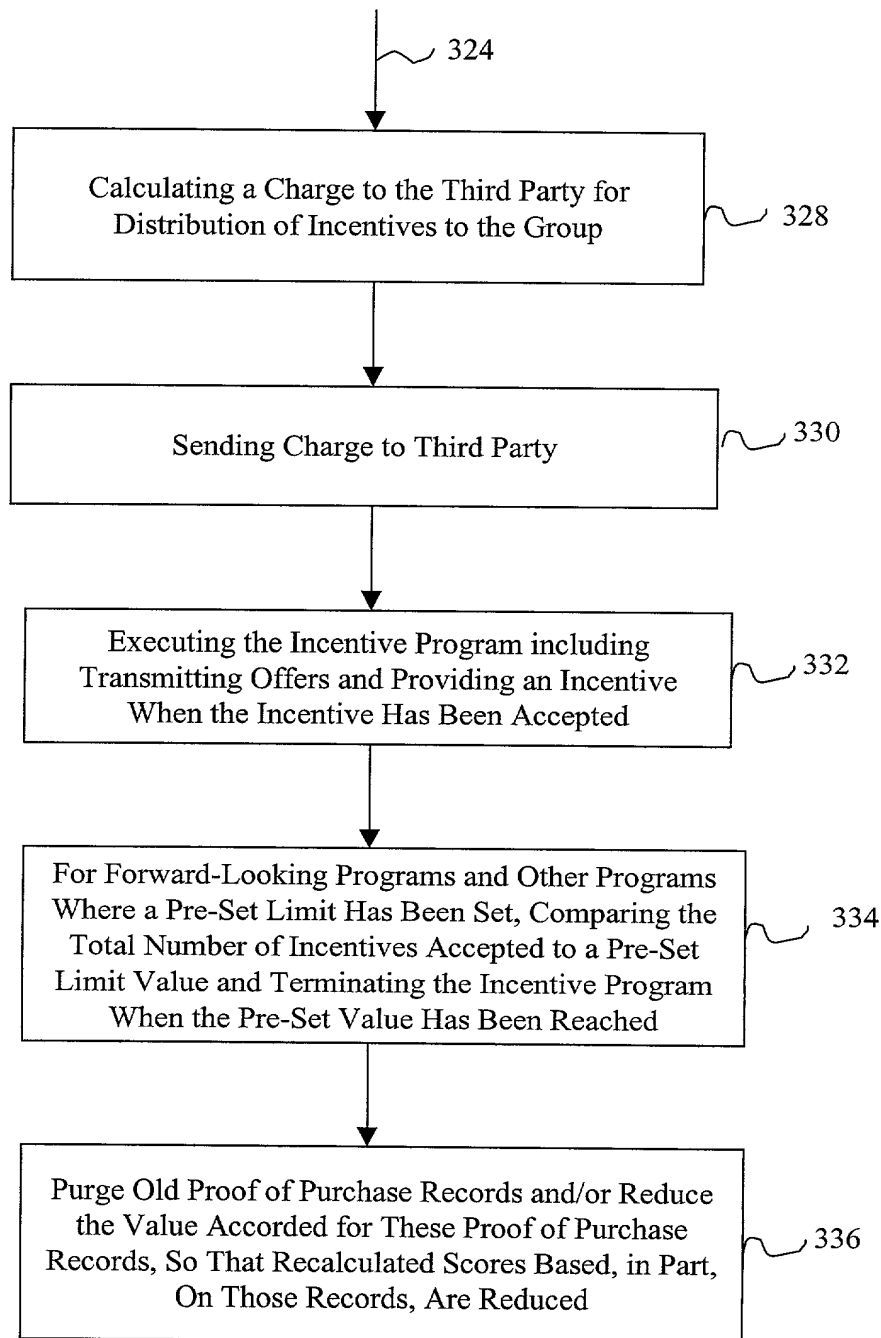 324
Calculating a Charge to the Third Party for
Distribution of Incentives to the Group
328
Sending Charge to Third Party
330
Executing the Incentive Program including
Transmitting Offers and Providing an Incentive
When the Incentive Has Been Accepted
332
For Forward-Looking Programs and Other Programs
Where a Pre-Set Limit Has Been Set, Comparing the
Total Number of Incentives Accepted to a Pre-Set
Limit Value and Terminating the Incentive Program
When the Pre-Set Value Has Been Reached
334
Purge Old Proof of Purchase Records and/or Reduce
the Value Accorded for These Proof of Purchase
Records, So That Recalculated Scores Based, in Part,
On Those Records, Are Reduced
336